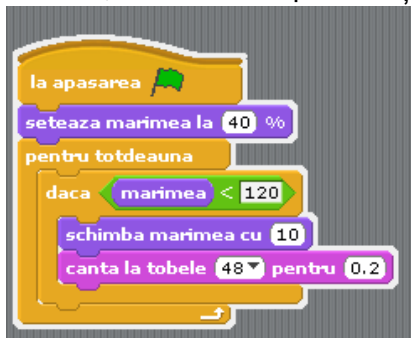 la apasarea
seteaza marimea la 40 %
pentru totdeauna
daca marimea < 120
schimba marimea cu 10
canta la tobele 48 pentru 0.2